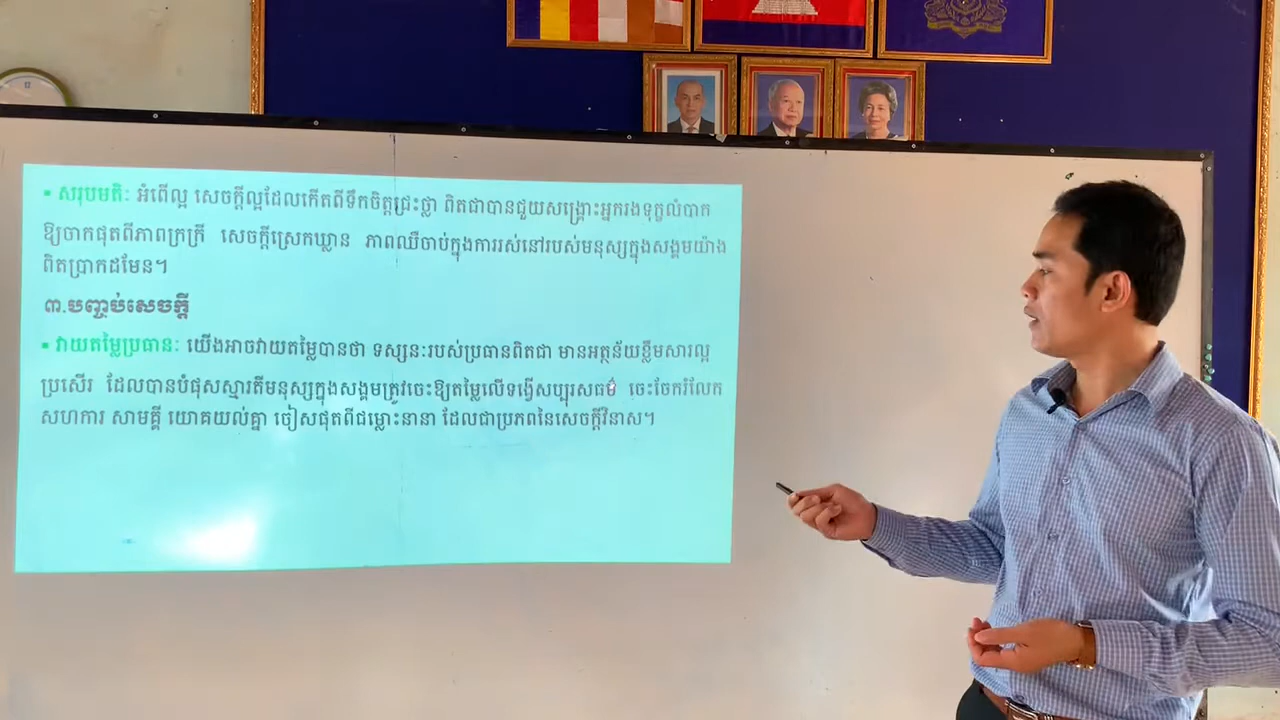 ▪ សរុបមតិៈ អំពើល្អ សេចក្ដីល្អដែលកើតពីទឹកចិត្តជ្រះថ្លា ពិតជាបានជួយសង្គ្រោះអ្នករងទុក្ខលំបាក
ឱ្យចាកផុតពីភាពក្រក្រី សេចក្ដីស្រេកឃ្លាន ភាពឈឺចាប់ក្នុងការរស់នៅរបស់មនុស្សក្នុងសង្គមយ៉ាង
ពិតប្រាកដមែន។
៣.បញ្ចប់សេចក្ដី
▪ វាយតម្លៃប្រធានៈ យើងអាចវាយតម្លៃបានថា ទស្សនៈរបស់ប្រធានពិតជា មានអត្ថន័យខ្លឹមសារល្អ
ប្រសើរ ដែលបានបំផុសស្មារតីមនុស្សក្នុងសង្គមត្រូវចេះឱ្យតម្លៃលើទង្វើសប្បុរសធម៌ ចេះចែករំលែក
សហការ សាមគ្គី យោគយល់គ្នា ចៀសផុតពីជម្លោះនានា ដែលជាប្រភពនៃសេចក្ដីវិនាស។